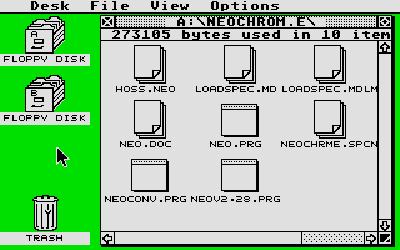 Desk File View Options
A:\NEOCHROM.E\
273105 bytes used in 10 item
A
FLOPPY DISK
B
FLOPPY DISK
HOSS.NEO LOADSPEC.MD LOADSPEC.MDLM
NEO.DOC NEO.PRG NEOCHRME.SPCN
NEOCONV.PRG NEOV2-28.PRG
TRASH